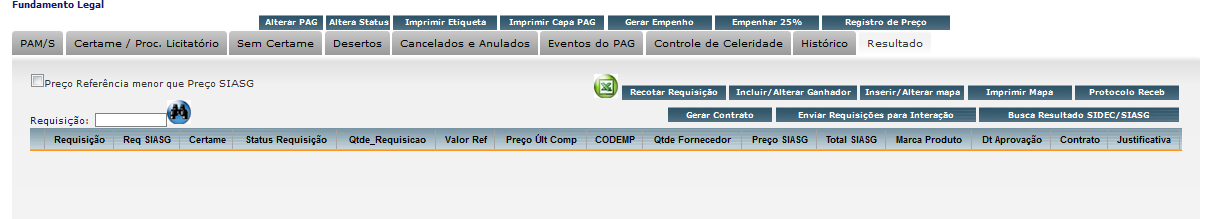 Fundamento Legal
Alterar PAG Altera Status Imprimir Etiqueta Imprimir Capa PAG Gerar Empenho Empenhar 25% Registro de Preço
PAM/S Certame / Proc. Licitatório Sem Certame Desertos Cancelados e Anulados Eventos do PAG Controle de Celeridade Histórico Resultado
Preço Referência menor que Preço SIASG
Recotar Requisição Incluir/Alterar Ganhador Inserir/Alterar mapa Imprimir Mapa Protocolo Receb
Requisição: Gerar Contrato Enviar Requisições para Interação Busca Resultado SIDEC/SIASG
Requisição Req SIASG Certame Status Requisição Qtde_Requisicao Valor Ref Preço Últ Comp CODEMP Qtde Fornecedor Preço SIASG Total SIASG Marca Produto Dt Aprovação Contrato Justificativa